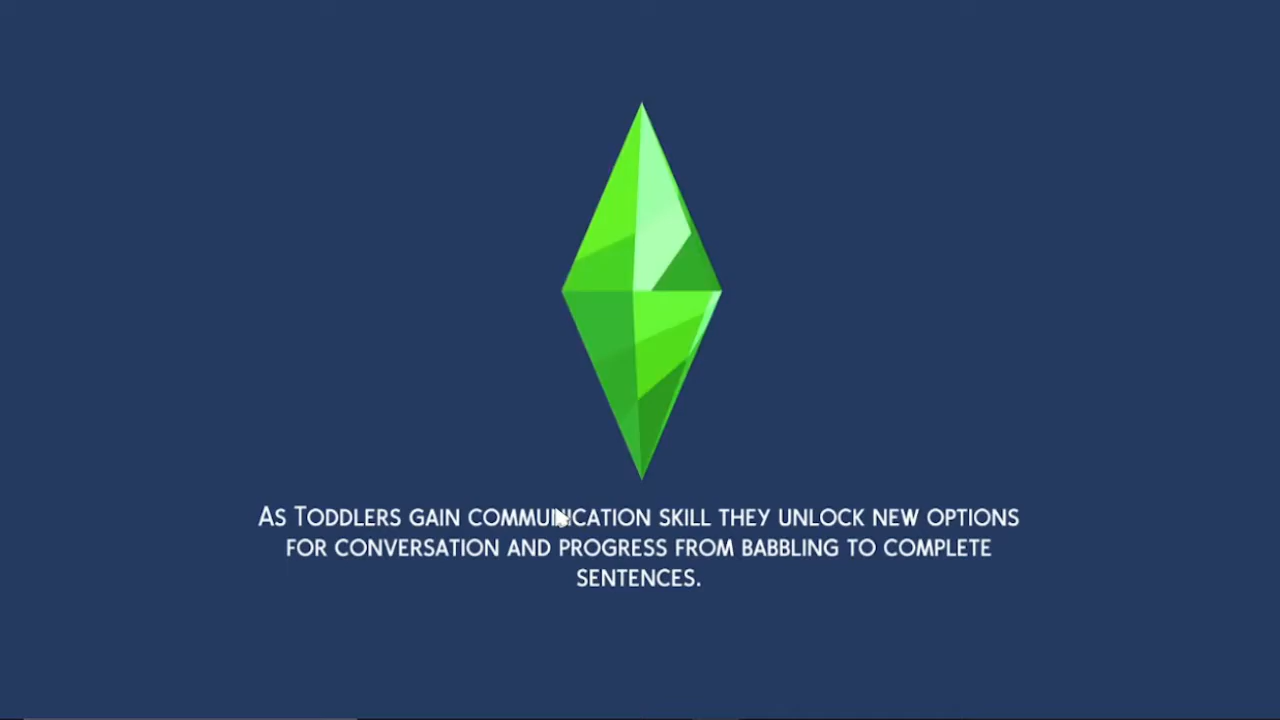 As Toddlers gain communication skill they unlock new options
for conversation and progress from babbling to complete
sentences.